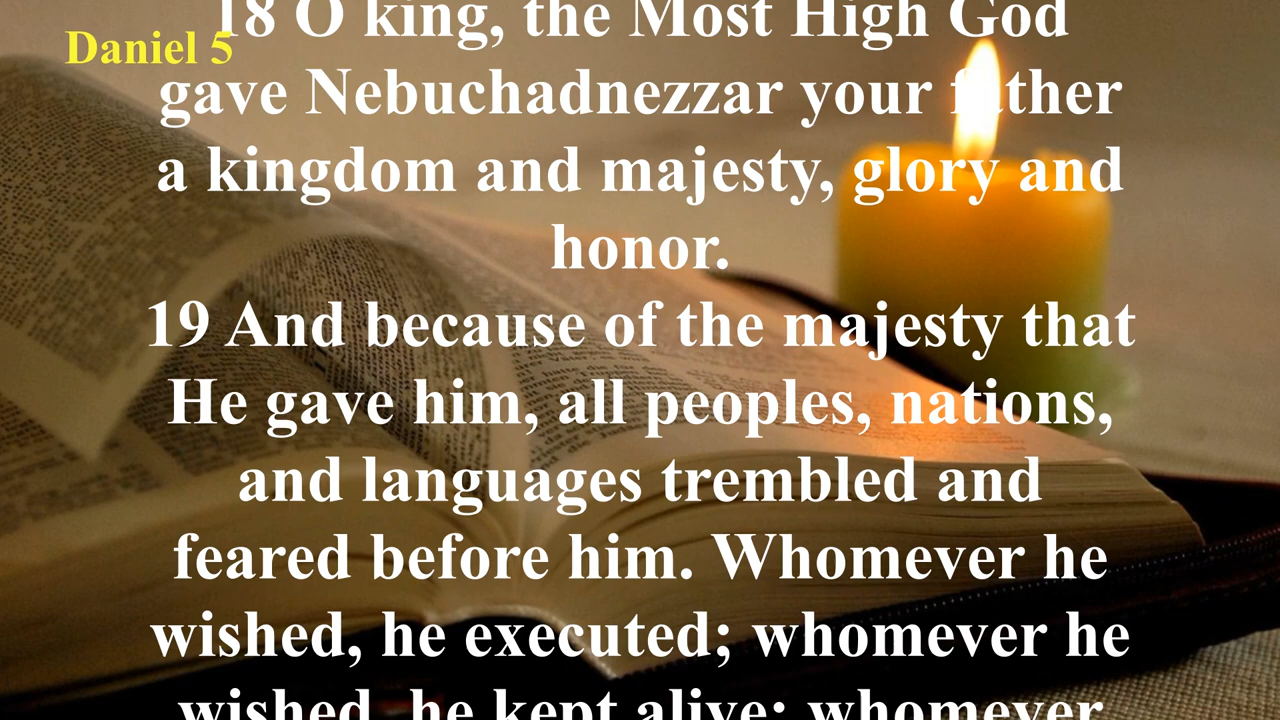 Daniel 5
18 O king, the Most High God
gave Nebuchadnezzar your father
a kingdom and majesty, glory and
honor.
19 And because of the majesty that
He gave him, all peoples, nations,
and languages trembled and
feared before him. Whomever he
wished, he executed; whomever he
wished, he kept alive; whomever